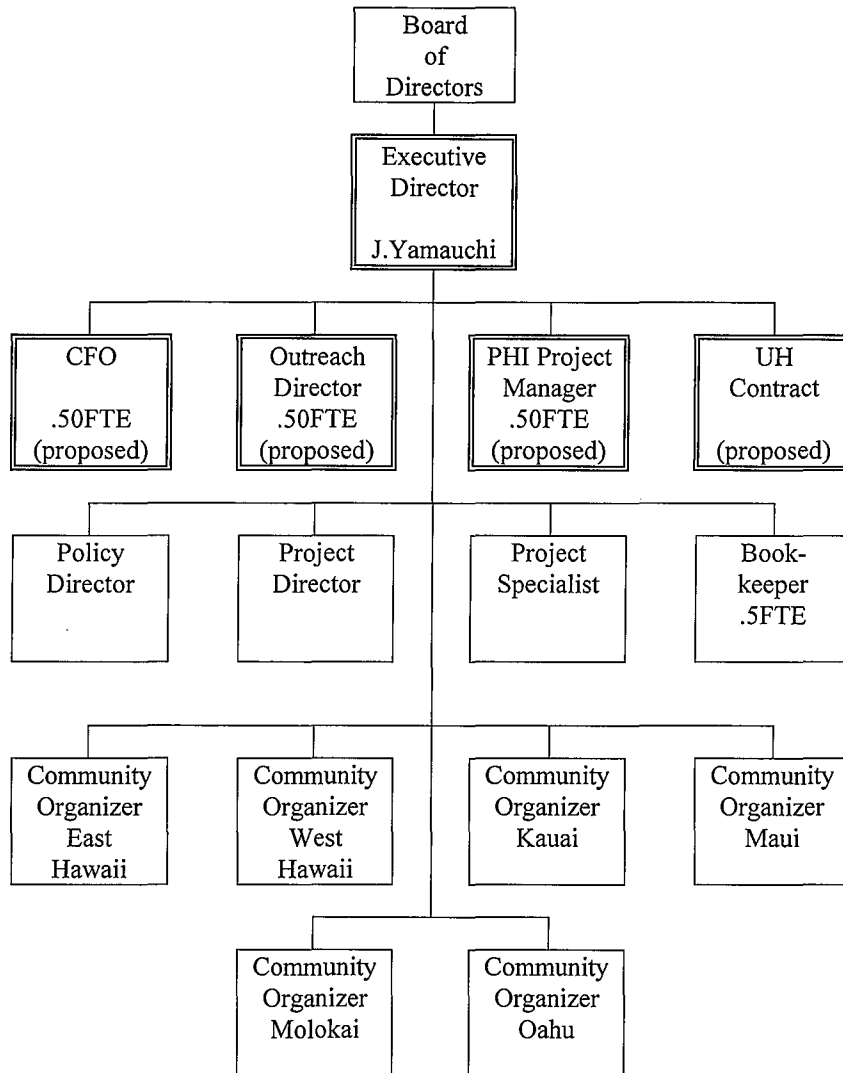 Board
of
Directors
Executive
Director
J.Yamauchi
CFO
.50FTE
(proposed)
Outreach
Director
.50FTE
(proposed)
PHI Project
Manager
.50FTE
(proposed)
UH
Contract
(proposed)
Policy
Director
Project
Director
Project
Specialist
Book-
keeper
.5FTE
Community
Organizer
East
Hawaii
Community
Organizer
West
Hawaii
Community
Organizer
Kauai
Community
Organizer
Maui
Community
Organizer
Molokai
Community
Organizer
Oahu